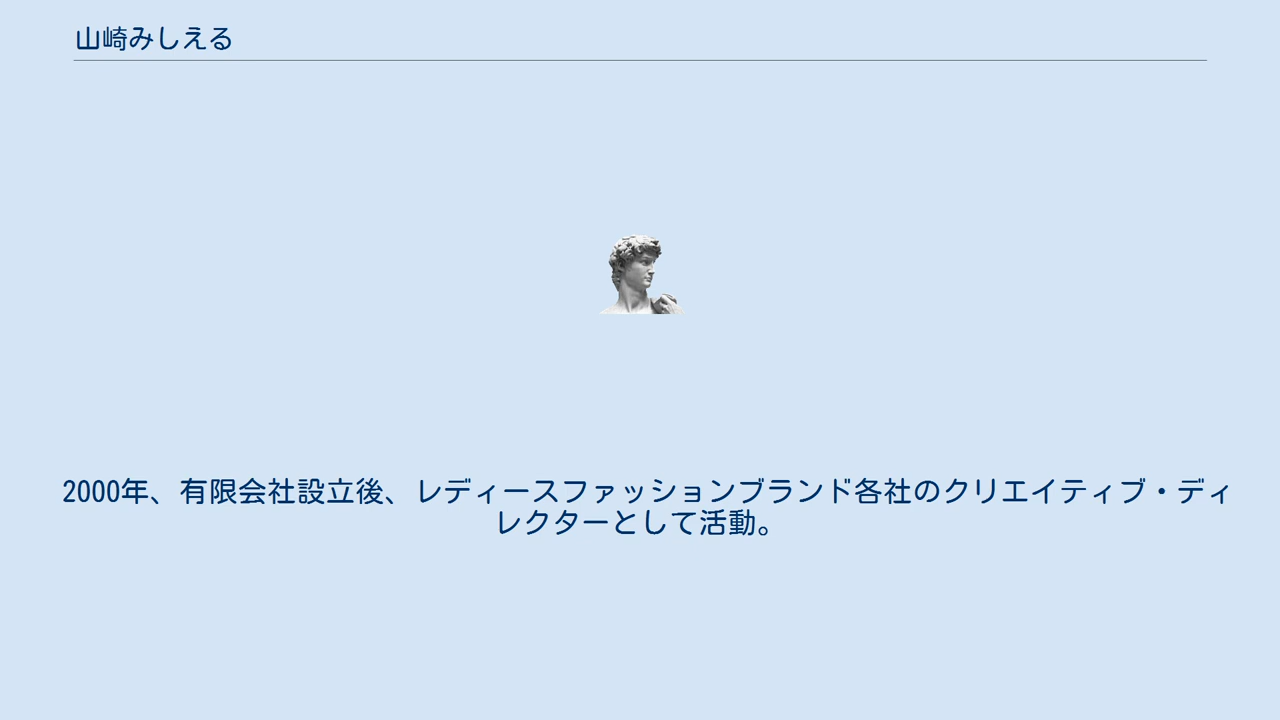 山崎みしえる
2000年、有限会社設立後、レディースファッションブランド各社のクリエイティブ・ディ
レクターとして活動。